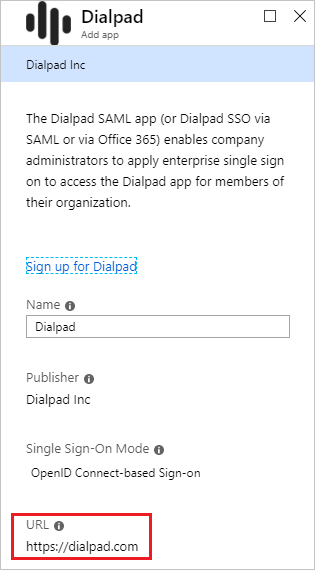 Dialpad
Add app
Dialpad Inc
The Dialpad SAML app (or Dialpad SSO via
SAML or via Office 365) enables company
administrators to apply enterprise single sign
on to access the Dialpad app for members of
their organization.
Sign up for Dialpad
Name
Dialpad
Publisher
Dialpad Inc
Single Sign-On Mode
OpenID Connect-based Sign-on
URL
https://dialpad.com